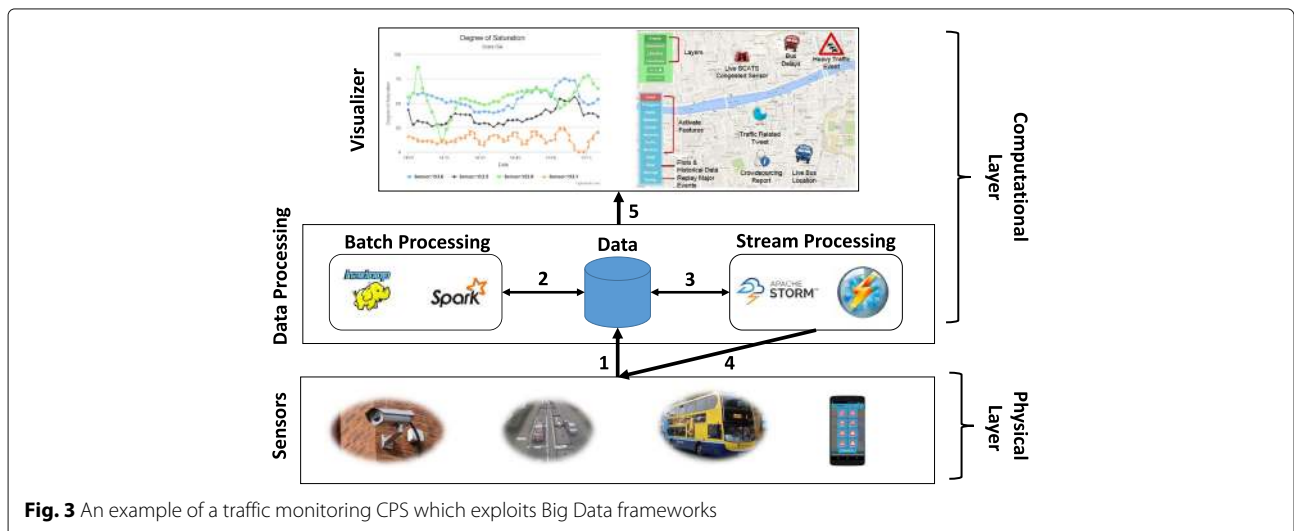 Visualizer
Degree of Saturation
Layers
Live SCATS
Congested Sensor
Bus
Delays
Heavy Traffic
Event
Activate
Features
Traffic Related
Tweet
Plots &
Historical Data
Replay Major
Events
Crowdsourcing
Report
Live Bus
Location
Computational
Layer
5
Data Processing
Batch Processing
Data
Stream Processing
hadoop
Spark
2
3
APACHE
STORM
1
4
Sensors
Physical
Layer
Fig. 3 An example of a traffic monitoring CPS which exploits Big Data frameworks